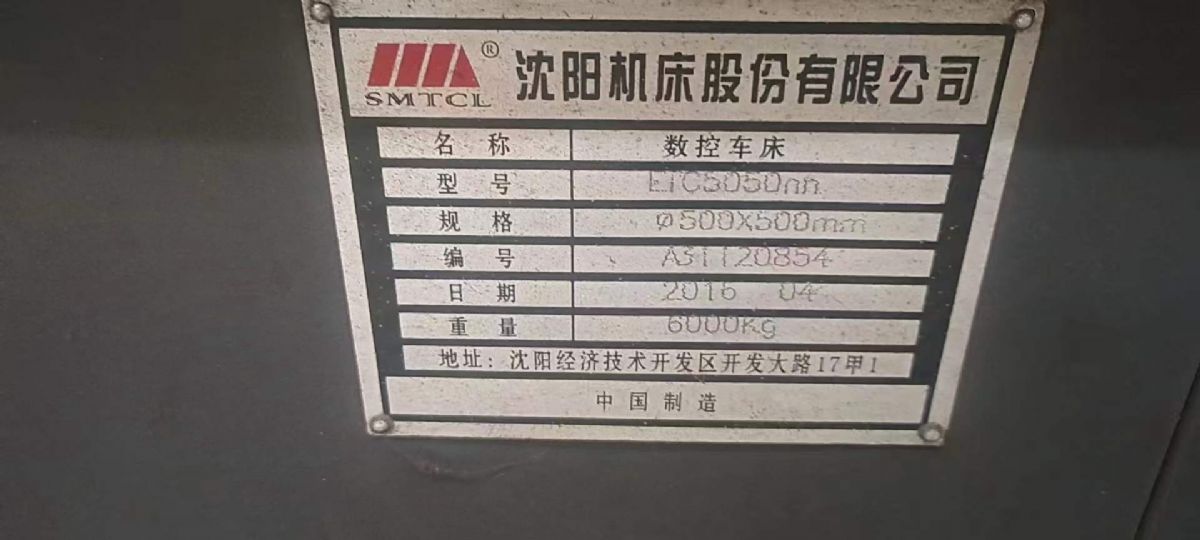 SMTCL ® 沈阳机床股份有限公司
名称 数控车床
型号 ETC5050nh
规格 φ500X500mm
编号 A31120854
日期 2016 04
重量 6000Kg
地址：沈阳经济技术开发区开发大路17甲1
中国制造